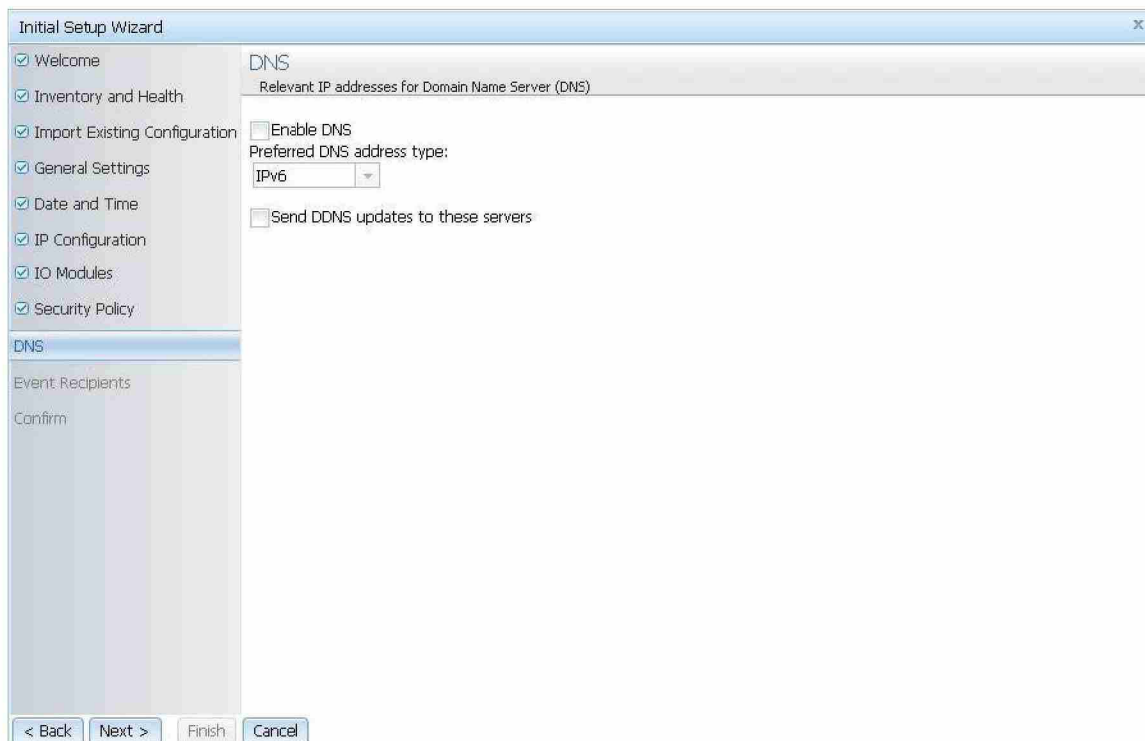 Initial Setup Wizard
x
Welcome
Inventory and Health
Import Existing Configuration
General Settings
Date and Time
IP Configuration
IO Modules
Security Policy
DNS
Event Recipients
Confirm
DNS
Relevant IP addresses for Domain Name Server (DNS)
Enable DNS
Preferred DNS address type:
IPv6
Send DDNS updates to these servers
< Back Next > Finish Cancel